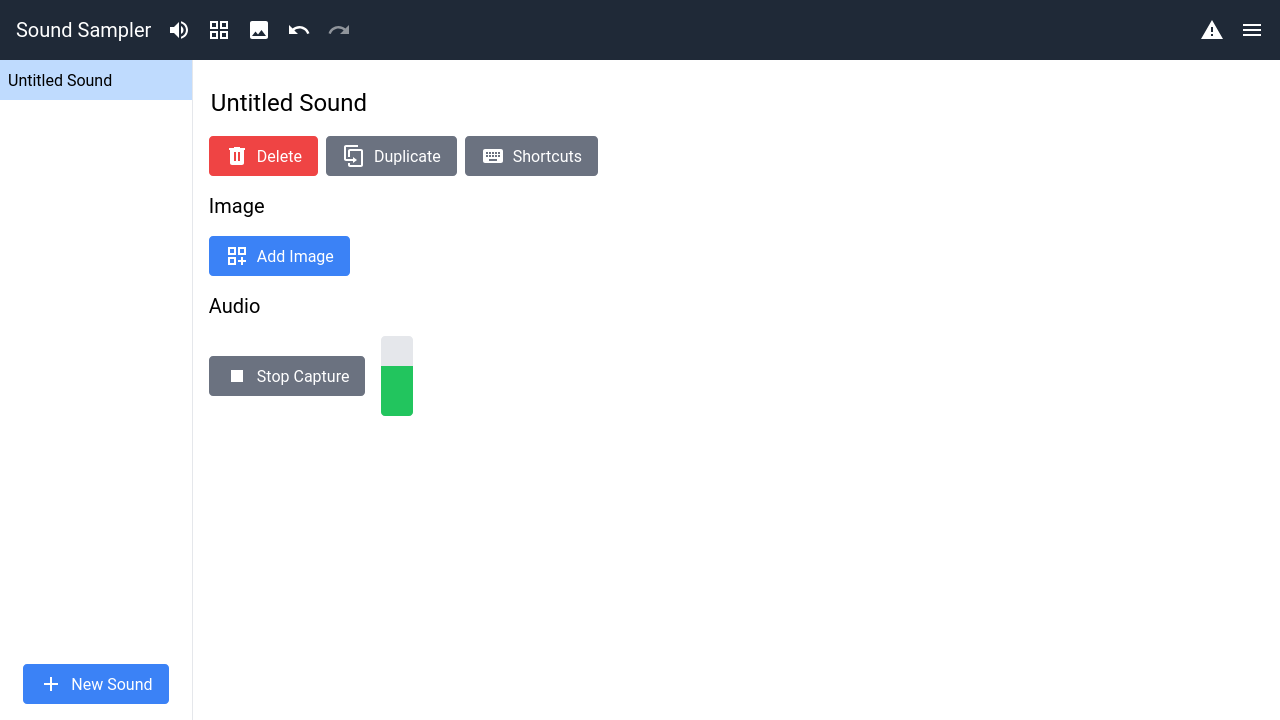 Sound Sampler
Untitled Sound
Untitled Sound
Delete
Duplicate
Shortcuts
Image
Add Image
Audio
Stop Capture
New Sound